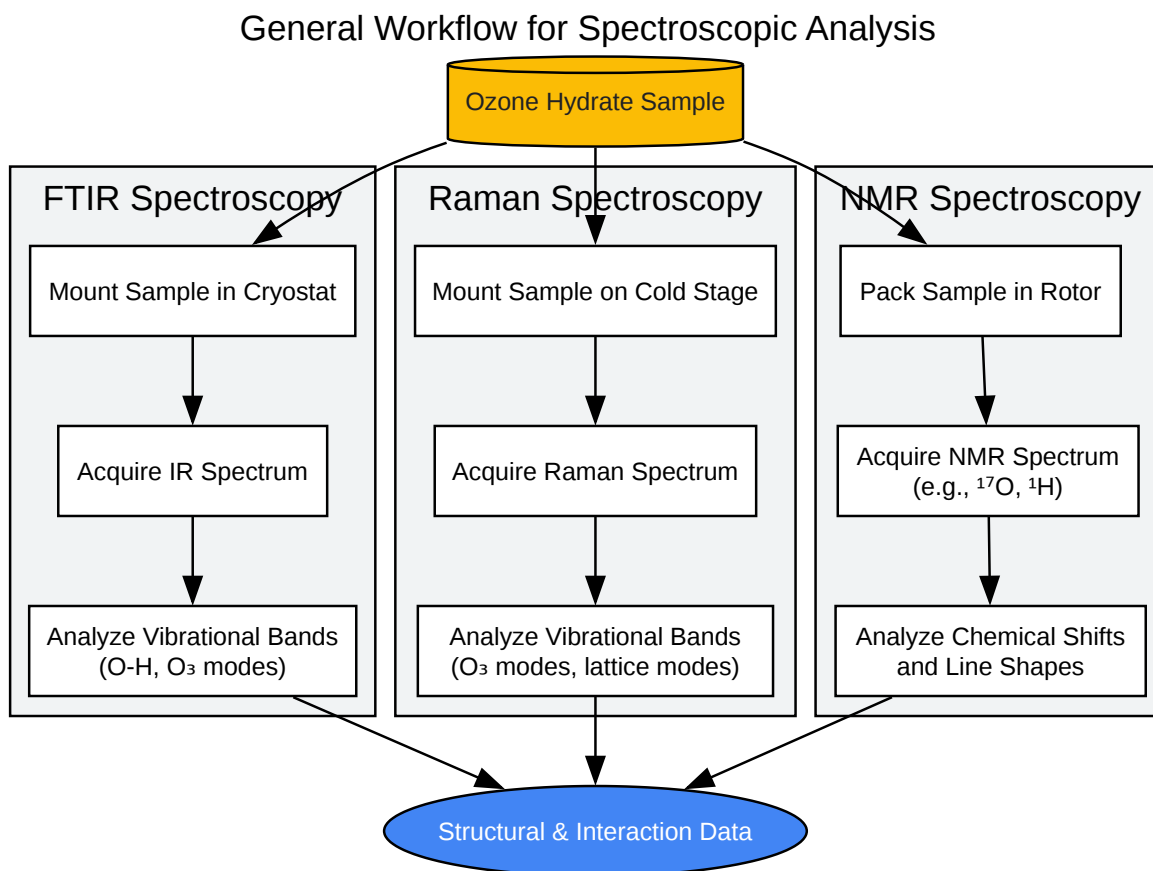 General Workflow for Spectroscopic Analysis
Ozone Hydrate Sample
FTIR Spectroscopy
Mount Sample in Cryostat
Acquire IR Spectrum
Analyze Vibrational Bands
(O-H, O₃ modes)
Raman Spectroscopy
Mount Sample on Cold Stage
Acquire Raman Spectrum
Analyze Vibrational Bands
(O₃ modes, lattice modes)
NMR Spectroscopy
Pack Sample in Rotor
Acquire NMR Spectrum
(e.g., ¹⁷O, ¹H)
Analyze Chemical Shifts
and Line Shapes
Structural & Interaction Data